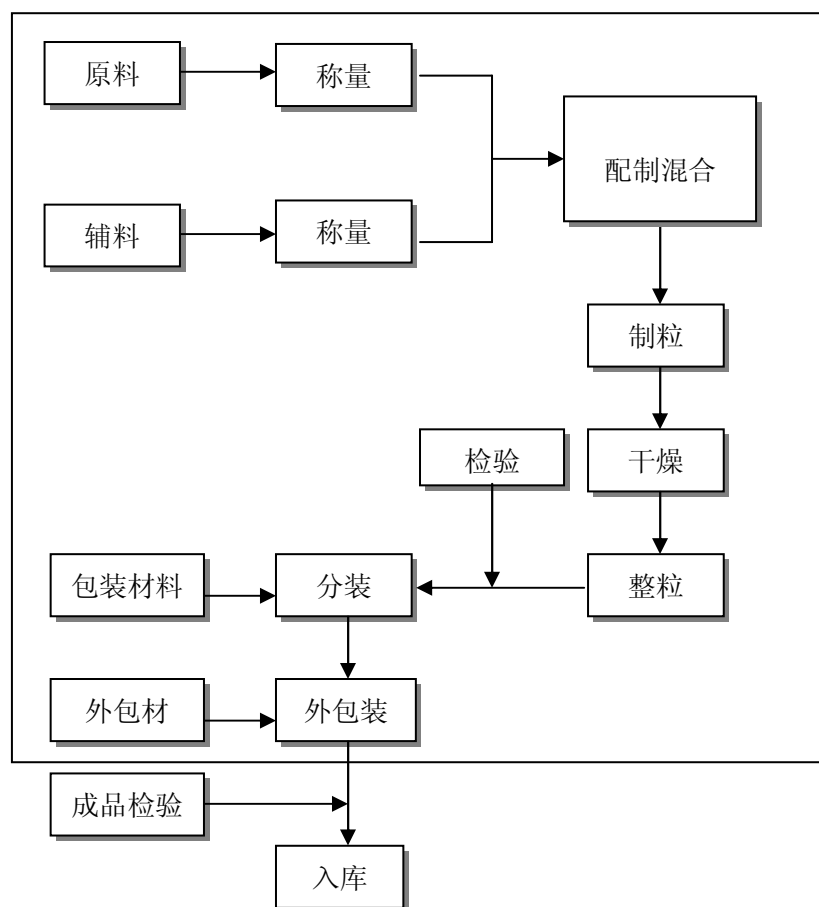 原料
称量
配制混合
辅料
称量
制粒
检验
干燥
包装材料
分装
整粒
外包材
外包装
成品检验
入库